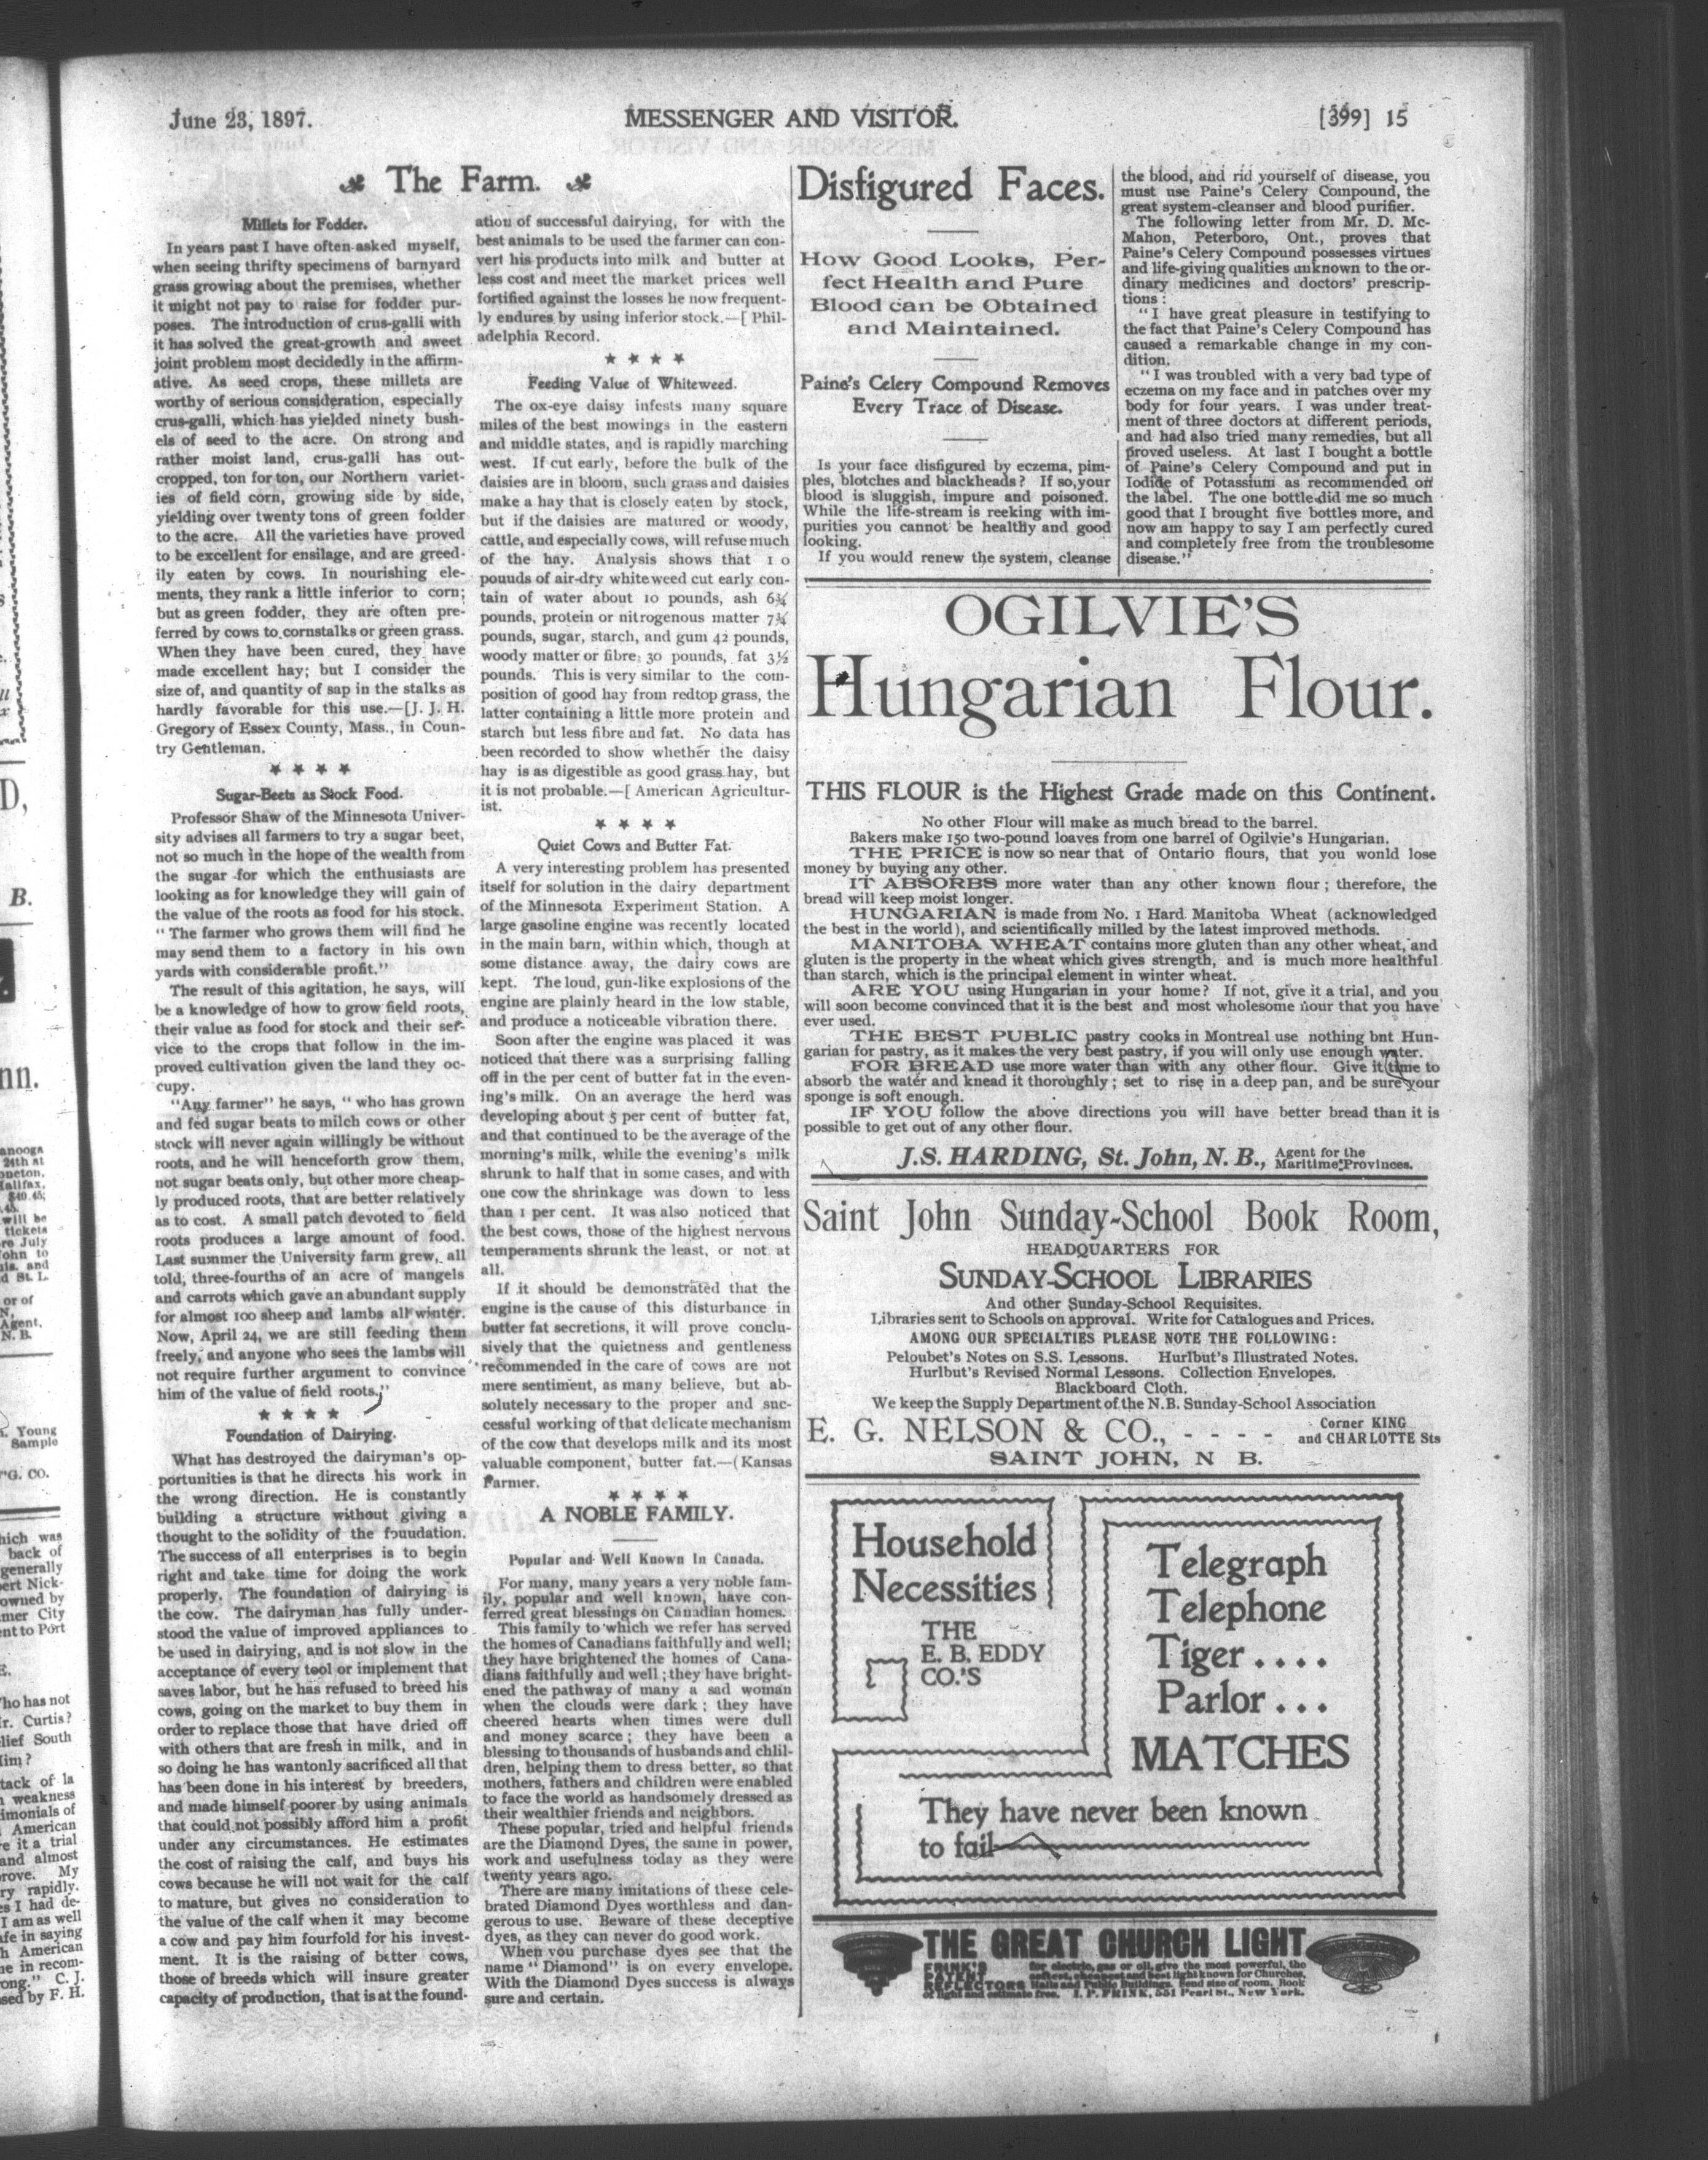 June 23, 1897.
MESSENGER AND VISITOR.
[399] 15
The Farm.
Millets for Fodder.
In years past I have often asked myself,
when seeing thrifty specimens of barnyard
grass growing about the premises, whether
it might not pay to raise for fodder pur-
poses. The introduction of crus-galli with
it has solved the great-growth and sweet
joint problem most decidedly in the affirm-
ative. As seed crops, these millets are
worthy of serious consideration, especially
crus-galli, which has yielded ninety bush-
els of seed to the acre. On strong and
rather moist land, crus-galli has out-
cropped, ton for ton, our Northern variet-
ies of field corn, growing side by side,
yielding over twenty tons of green fodder
to the acre. All the varieties have proved
to be excellent for ensilage, and are greed-
ily eaten by cows. In nourishing ele-
ments, they rank a little inferior to corn;
but as green fodder, they are often pre-
ferred by cows to cornstalks or green grass.
When they have been cured, they have
made excellent hay; but I consider the
size of, and quantity of sap in the stalks as
hardly favorable for this use.—[J. J. H.
Gregory of Essex County, Mass., in Coun-
try Gentleman.
* * * *
Sugar-Beets as Stock Food.
Professor Shaw of the Minnesota Univer-
sity advises all farmers to try a sugar beet,
not so much in the hope of the wealth from
the sugar for which the enthusiasts are
looking as for knowledge they will gain of
the value of the roots as food for his stock.
"The farmer who grows them will find he
may send them to a factory in his own
yards with considerable profit."
The result of this agitation, he says, will
be a knowledge of how to grow field roots,
their value as food for stock and their ser-
vice to the crops that follow in the im-
proved cultivation given the land they oc-
cupy.
"Any farmer" he says, "who has grown
and fed sugar beats to milch cows or other
stock will never again willingly be without
roots, and he will henceforth grow them,
not sugar beats only, but other more cheap-
ly produced roots, that are better relatively
as to cost. A small patch devoted to field
roots produces a large amount of food.
Last summer the University farm grew, all
told, three-fourths of an acre of mangels
and carrots which gave an abundant supply
for almost 100 sheep and lambs all winter.
Now, April 24, we are still feeding them
freely, and anyone who sees the lambs will
not require further argument to convince
him of the value of field roots."
* * * *
Foundation of Dairying.
What has destroyed the dairyman's op-
portunities is that he directs his work in
the wrong direction. He is constantly
building a structure without giving a
thought to the solidity of the fouudation.
The success of all enterprises is to begin
right and take time for doing the work
properly. The foundation of dairying is
the cow. The dairyman has fully under-
stood the value of improved appliances to
be used in dairying, and is not slow in the
acceptance of every tool or implement that
saves labor, but he has refused to breed his
cows, going on the market to buy them in
order to replace those that have dried off
with others that are fresh in milk, and in
so doing he has wantonly sacrificed all that
has been done in his interest by breeders,
and made himself poorer by using animals
that could not possibly afford him a profit
under any circumstances. He estimates
the cost of raising the calf, and buys his
cows because he will not wait for the calf
to mature, but gives no consideration to
the value of the calf when it may become
a cow and pay him fourfold for his invest-
ment. It is the raising of better cows,
those of breeds which will insure greater
capacity of production, that is at the found-
ation of successful dairying, for with the
best animals to be used the farmer can con-
vert his products into milk and butter at
less cost and meet the market prices well
fortified against the losses he now frequent-
ly endures by using inferior stock.—[ Phil-
adelphia Record.
* * * *
Feeding Value of Whiteweed.
The ox-eye daisy infests many square
miles of the best mowings in the eastern
and middle states, and is rapidly marching
west. If cut early, before the bulk of the
daisies are in bloom, such grass and daisies
make a hay that is closely eaten by stock,
but if the daisies are matured or woody,
cattle, and especially cows, will refuse much
of the hay. Analysis shows that 1 0
pouuds of air-dry whiteweed cut early con-
tain of water about 10 pounds, ash 6¾
pounds, protein or nitrogenous matter 7¾
pounds, sugar, starch, and gum 42 pounds,
woody matter or fibre, 30 pounds, fat 3½
pounds. This is very similar to the com-
position of good hay from redtop grass, the
latter containing a little more protein and
starch but less fibre and fat. No data has
been recorded to show whether the daisy
hay is as digestible as good grass hay, but
it is not probable.—[ American Agricultur-
ist.
* * * *
Quiet Cows and Butter Fat.
A very interesting problem has presented
itself for solution in the dairy department
of the Minnesota Experiment Station. A
large gasoline engine was recently located
in the main barn, within which, though at
some distance away, the dairy cows are
kept. The loud, gun-like explosions of the
engine are plainly heard in the low stable,
and produce a noticeable vibration there.
Soon after the engine was placed it was
noticed that there was a surprising falling
off in the per cent of butter fat in the even-
ing's milk. On an average the herd was
developing about 5 per cent of butter fat,
and that continued to be the average of the
morning's milk, while the evening's milk
shrunk to half that in some cases, and with
one cow the shrinkage was down to less
than 1 per cent. It was also noticed that
the best cows, those of the highest nervous
temperaments shrunk the least, or not at
all.
If it should be demonstrated that the
engine is the cause of this disturbance in
butter fat secretions, it will prove conclu-
sively that the quietness and gentleness
recommended in the care of cows are not
mere sentiment, as many believe, but ab-
solutely necessary to the proper and suc-
cessful working of that delicate mechanism
of the cow that develops milk and its most
valuable component, butter fat.—(Kansas
Farmer.
* * * *
A NOBLE FAMILY.
Popular and Well Known In Canada.
For many, many years a very noble fam-
ily, popular and well known, have con-
ferred great blessings on Canadian homes.
This family to which we refer has served
the homes of Canadians faithfully and well;
they have brightened the homes of Cana-
dians faithfully and well; they have bright-
ened the pathway of many a sad woman
when the clouds were dark; they have
cheered hearts when times were dull
and money scarce; they have been a
blessing to thousands of husbands and chlil-
dren, helping them to dress better, so that
mothers, fathers and children were enabled
to face the world as handsomely dressed as
their wealthier friends and neighbors.
These popular, tried and helpful friends
are the Diamond Dyes, the same in power,
work and usefulness today as they were
twenty years ago.
There are many imitations of these cele-
brated Diamond Dyes worthless and dan-
gerous to use. Beware of these deceptive
dyes, as they can never do good work.
When you purchase dyes see that the
name "Diamond" is on every envelope.
With the Diamond Dyes success is always
sure and certain.
Disfigured Faces.
How Good Looks, Per-
fect Health and Pure
Blood can be Obtained
and Maintained.
Paine's Celery Compound Removes
Every Trace of Disease.
Is your face disfigured by eczema, pim-
ples, blotches and blackheads? If so, your
blood is sluggish, impure and poisoned.
While the life-stream is reeking with im-
purities you cannot be healthy and good
looking.
If you would renew the system, cleanse
the blood, and rid yourself of disease, you
must use Paine's Celery Compound, the
great system-cleanser and blood purifier.
The following letter from Mr. D. Mc-
Mahon, Peterboro, Ont., proves that
Paine's Celery Compound possesses virtues
and life-giving qualities unknown to the or-
dinary medicines and doctors' prescrip-
tions:
"I have great pleasure in testifying to
the fact that Paine's Celery Compound has
caused a remarkable change in my con-
dition.
"I was troubled with a very bad type of
eczema on my face and in patches over my
body for four years. I was under treat-
ment of three doctors at different periods,
and had also tried many remedies, but all
proved useless. At last I bought a bottle
of Paine's Celery Compound and put in
Iodide of Potassium as recommended on
the label. The one bottle did me so much
good that I brought five bottles more, and
now am happy to say I am perfectly cured
and completely free from the troublesome
disease."
OGILVIE'S
Hungarian Flour.
THIS FLOUR is the Highest Grade made on this Continent.
No other Flour will make as much bread to the barrel.
Bakers make 150 two-pound loaves from one barrel of Ogilvie's Hungarian.
THE PRICE is now so near that of Ontario flours, that you wonld lose
money by buying any other.
IT ABSORBS more water than any other known flour; therefore, the
bread will keep moist longer.
HUNGARIAN is made from No. 1 Hard Manitoba Wheat (acknowledged
the best in the world), and scientifically milled by the latest improved methods.
MANITOBA WHEAT contains more gluten than any other wheat, and
gluten is the property in the wheat which gives strength, and is much more healthful
than starch, which is the principal element in winter wheat.
ARE YOU using Hungarian in your home? If not, give it a trial, and you
will soon become convinced that it is the best and most wholesome flour that you have
ever used.
THE BEST PUBLIC pastry cooks in Montreal use nothing bnt Hun-
garian for pastry, as it makes the very best pastry, if you will only use enough water.
FOR BREAD use more water than with any other flour. Give it time to
absorb the water and knead it thoroughly; set to rise in a deep pan, and be sure your
sponge is soft enough.
IF YOU follow the above directions you will have better bread than it is
possible to get out of any other flour.
J.S. HARDING, St. John, N. B., Agent for the
Maritime Provinces.
Saint John Sunday-School Book Room,
HEADQUARTERS FOR
SUNDAY-SCHOOL LIBRARIES
And other Sunday-School Requisites.
Libraries sent to Schools on approval. Write for Catalogues and Prices.
AMONG OUR SPECIALTIES PLEASE NOTE THE FOLLOWING:
Peloubet's Notes on S.S. Lessons. Hurlbut's Illustrated Notes.
Hurlbut's Revised Normal Lessons. Collection Envelopes.
Blackboard Cloth.
We keep the Supply Department of the N.B. Sunday-School Association
E. G. NELSON & CO., - - - - Corner KING
and CHARLOTTE Sts
SAINT JOHN, N B.
Household
Necessities
THE
E. B. EDDY
CO.'S
Telegraph
Telephone
Tiger....
Parlor...
MATCHES
They have never been known
to fail
THE GREAT CHURCH LIGHT
FRINK'S
PATENT
REFLECTORS
for electric, gas or oil, give the most powerful, the
softest, cheapest and best light known for Churches,
Halls and Public Buildings. Send size of room. Book
of light and estimate free. I. P. FRINK, 551 Pearl St., New York.